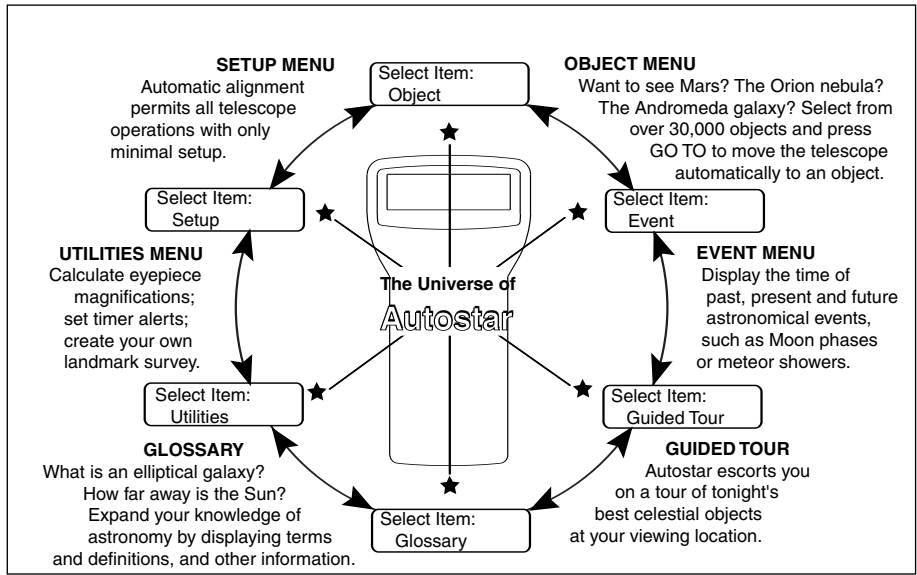 SETUP MENU
Automatic alignment
permits all telescope
operations with only
minimal setup.
Select Item:
Object
OBJECT MENU
Want to see Mars? The Orion nebula?
The Andromeda galaxy? Select from
over 30,000 objects and press
GO TO to move the telescope
automatically to an object.
Select Item:
Setup
Select Item:
Event
UTILITIES MENU
Calculate eyepiece
magnifications;
set timer alerts;
create your own
landmark survey.
The Universe of
Autostar
EVENT MENU
Display the time of
past, present and future
astronomical events,
such as Moon phases
or meteor showers.
Select Item:
Utilities
Select Item:
Guided Tour
GLOSSARY
What is an elliptical galaxy?
How far away is the Sun?
Expand your knowledge of
astronomy by displaying terms
and definitions, and other information.
Select Item:
Glossary
GUIDED TOUR
Autostar escorts you
on a tour of tonight's
best celestial objects
at your viewing location.